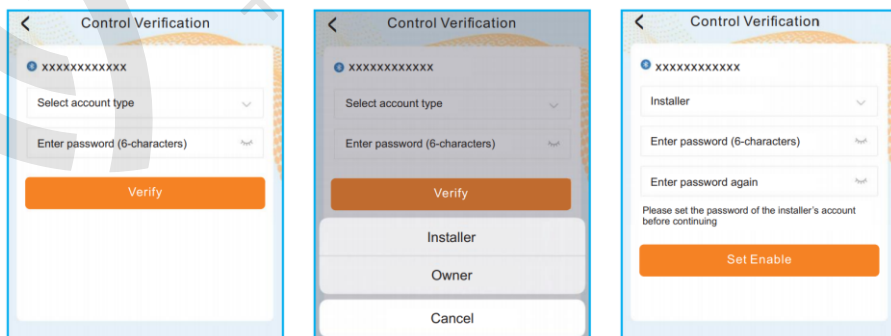 Control Verification
xxxxxxxxxxxx
Select account type
Enter password (6-characters)
Verify
Control Verification
xxxxxxxxxxxx
Select account type
Enter password (6-characters)
Verify
Installer
Owner
Cancel
Control Verification
xxxxxxxxxxxx
Installer
Enter password (6-characters)
Enter password again
Please set the password of the installer's account
before continuing
Set Enable